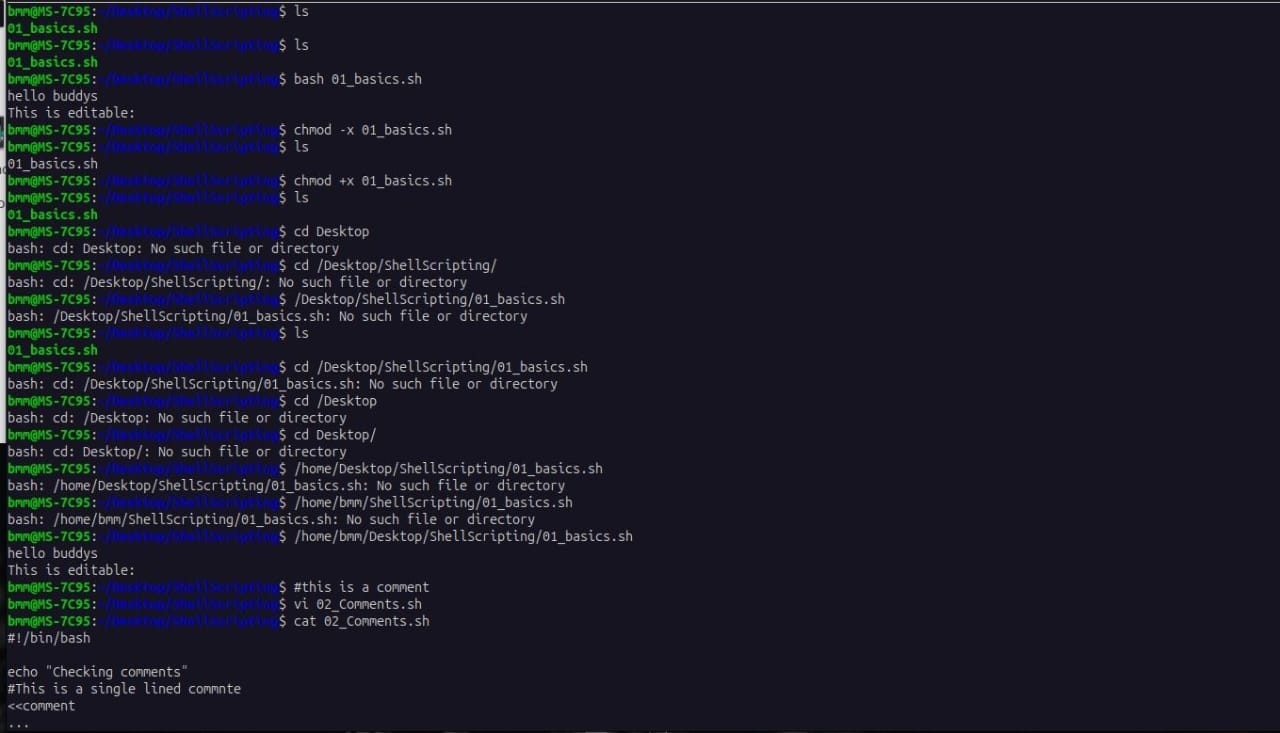 bmm@MS-7C95:~/Desktop/ShellScripting$ ls
01_basics.sh
bmm@MS-7C95:~/Desktop/ShellScripting$ ls
01_basics.sh
bmm@MS-7C95:~/Desktop/ShellScripting$ bash 01_basics.sh
hello buddys
This is editable:
bmm@MS-7C95:~/Desktop/ShellScripting$ chmod -x 01_basics.sh
bmm@MS-7C95:~/Desktop/ShellScripting$ ls
01_basics.sh
bmm@MS-7C95:~/Desktop/ShellScripting$ chmod +x 01_basics.sh
bmm@MS-7C95:~/Desktop/ShellScripting$ ls
01_basics.sh
bmm@MS-7C95:~/Desktop/ShellScripting$ cd Desktop
bash: cd: Desktop: No such file or directory
bmm@MS-7C95:~/Desktop/ShellScripting$ cd /Desktop/ShellScripting/
bash: cd: /Desktop/ShellScripting/: No such file or directory
bmm@MS-7C95:~/Desktop/ShellScripting$ /Desktop/ShellScripting/01_basics.sh
bash: /Desktop/ShellScripting/01_basics.sh: No such file or directory
bmm@MS-7C95:~/Desktop/ShellScripting$ ls
01_basics.sh
bmm@MS-7C95:~/Desktop/ShellScripting$ cd /Desktop/ShellScripting/01_basics.sh
bash: cd: /Desktop/ShellScripting/01_basics.sh: No such file or directory
bmm@MS-7C95:~/Desktop/ShellScripting$ cd /Desktop
bash: cd: /Desktop: No such file or directory
bmm@MS-7C95:~/Desktop/ShellScripting$ cd Desktop/
bash: cd: Desktop/: No such file or directory
bmm@MS-7C95:~/Desktop/ShellScripting$ /home/Desktop/ShellScripting/01_basics.sh
bash: /home/Desktop/ShellScripting/01_basics.sh: No such file or directory
bmm@MS-7C95:~/Desktop/ShellScripting$ /home/bmm/ShellScripting/01_basics.sh
bash: /home/bmm/ShellScripting/01_basics.sh: No such file or directory
bmm@MS-7C95:~/Desktop/ShellScripting$ /home/bmm/Desktop/ShellScripting/01_basics.sh
hello buddys
This is editable:
bmm@MS-7C95:~/Desktop/ShellScripting$ #this is a comment
bmm@MS-7C95:~/Desktop/ShellScripting$ vi 02_Comments.sh
bmm@MS-7C95:~/Desktop/ShellScripting$ cat 02_Comments.sh
#!/bin/bash
echo "Checking comments"
#This is a single lined commnte
<<comment
...